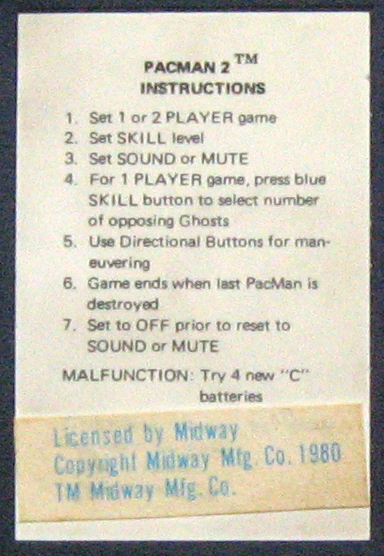 PACMAN 2 TM
INSTRUCTIONS
1. Set 1 or 2 PLAYER game
2. Set SKILL level
3. Set SOUND or MUTE
4. For 1 PLAYER game, press blue
SKILL button to select number
of opposing Ghosts
5. Use Directional Buttons for man-
euvering
6. Game ends when last PacMan is
destroyed
7. Set to OFF prior to reset to
SOUND or MUTE
MALFUNCTION: Try 4 new "C"
batteries
Licensed by Midway
Copyright Midway Mfg. Co. 1980
TM Midway Mfg. Co.